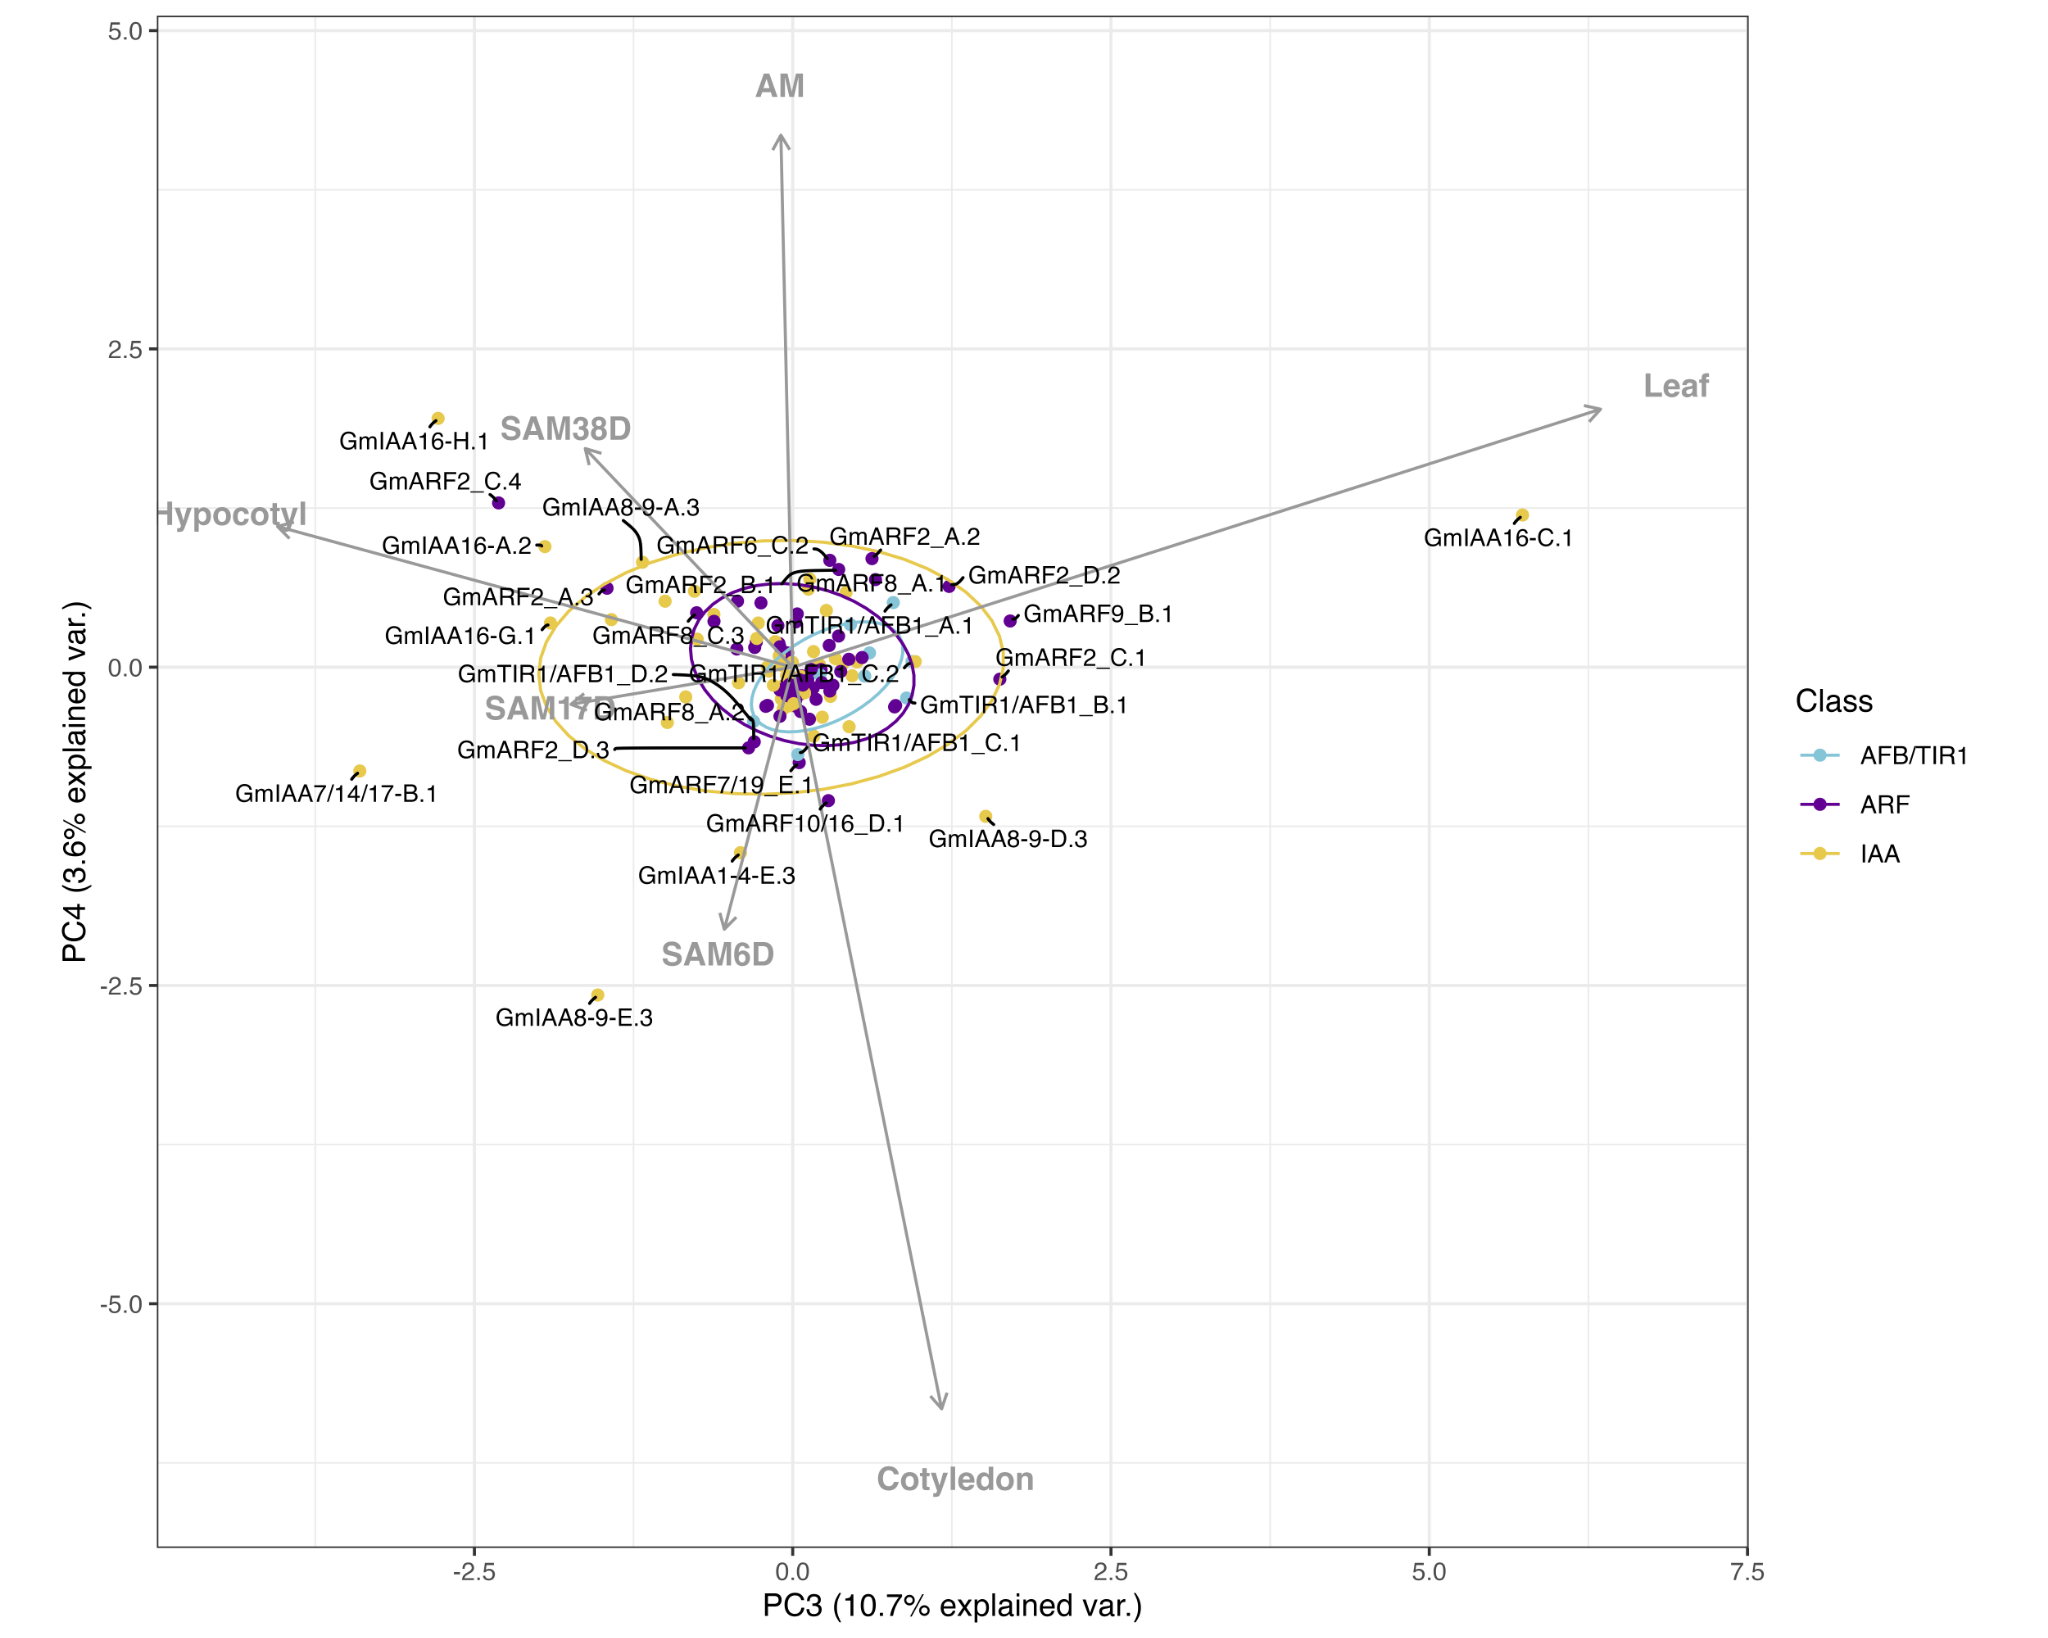 5.0
AM
2.5
Leaf
SAM38D
GmIAA16-H.1
GmARF2_C.4
GmIAA8-9-A.3
Hypocotyl
GmIAA16-C.1
GmARF2_A.2
GmIAA16-A.2
GmARF6_C.2
GmARF2_D.2
GmARF2_B.1
GmARF8_A.1
GmARF2_A.3
GmARF9_B.1
GmIAA16-G.1
GmARF8_C.3
GmTIR1/AFB1_A.1
GmARF2_C.1
0.0
GmTIR1/AFB1_D.2
GmTIR1/AFB1_C.2
SAM17D
GmARF8_A.2
GmTIR1/AFB1_B.1
GmARF2_D.3
GmTIR1/AFB1_C.1
GmARF7/19_E.1
GmIAA7/14/17-B.1
GmARF10/16_D.1
GmIAA8-9-D.3
GmIAA1-4-E.3
SAM6D
-2.5
GmIAA8-9-E.3
-5.0
Cotyledon
-2.5
0.0
2.5
5.0
7.5
PC3 (10.7% explained var.)
PC4 (3.6% explained var.)
Class
AFB/TIR1
ARF
IAA